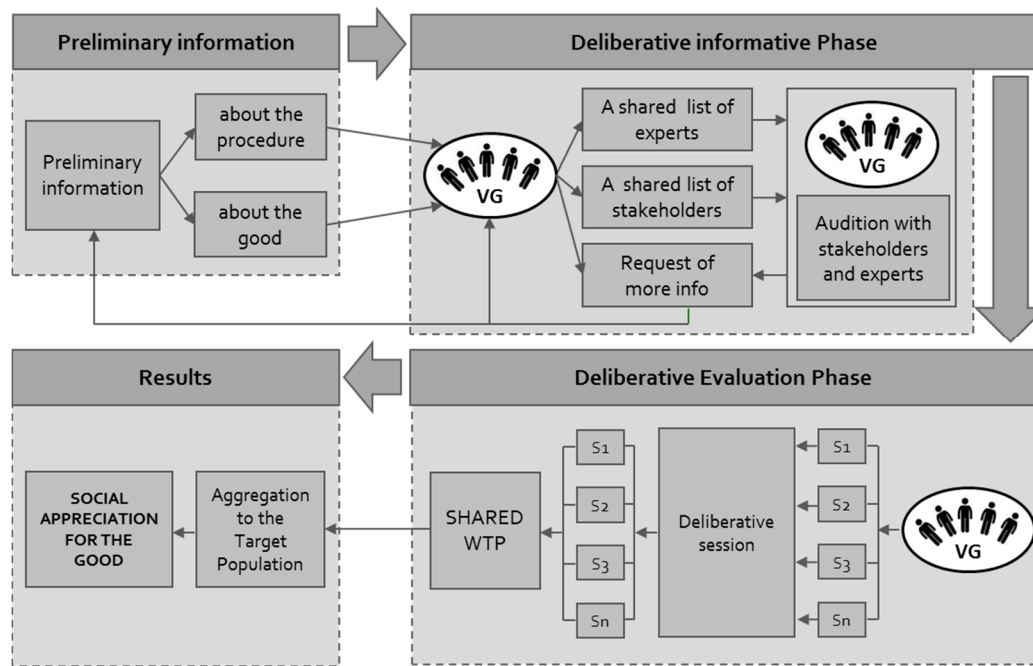 Preliminary information
Deliberative informative Phase
Preliminary
information
about the
procedure
about the
good
VG
A shared list of
experts
A shared list of
stakeholders
Request of
more info
VG
Audition with
stakeholders
and experts
Results
Deliberative Evaluation Phase
SOCIAL
APPRECIATION
FOR THE
GOOD
Aggregation
to the
Target
Population
SHARED
WTP
S1
S2
S3
Sn
Deliberative
session
S1
S2
S3
Sn
VG